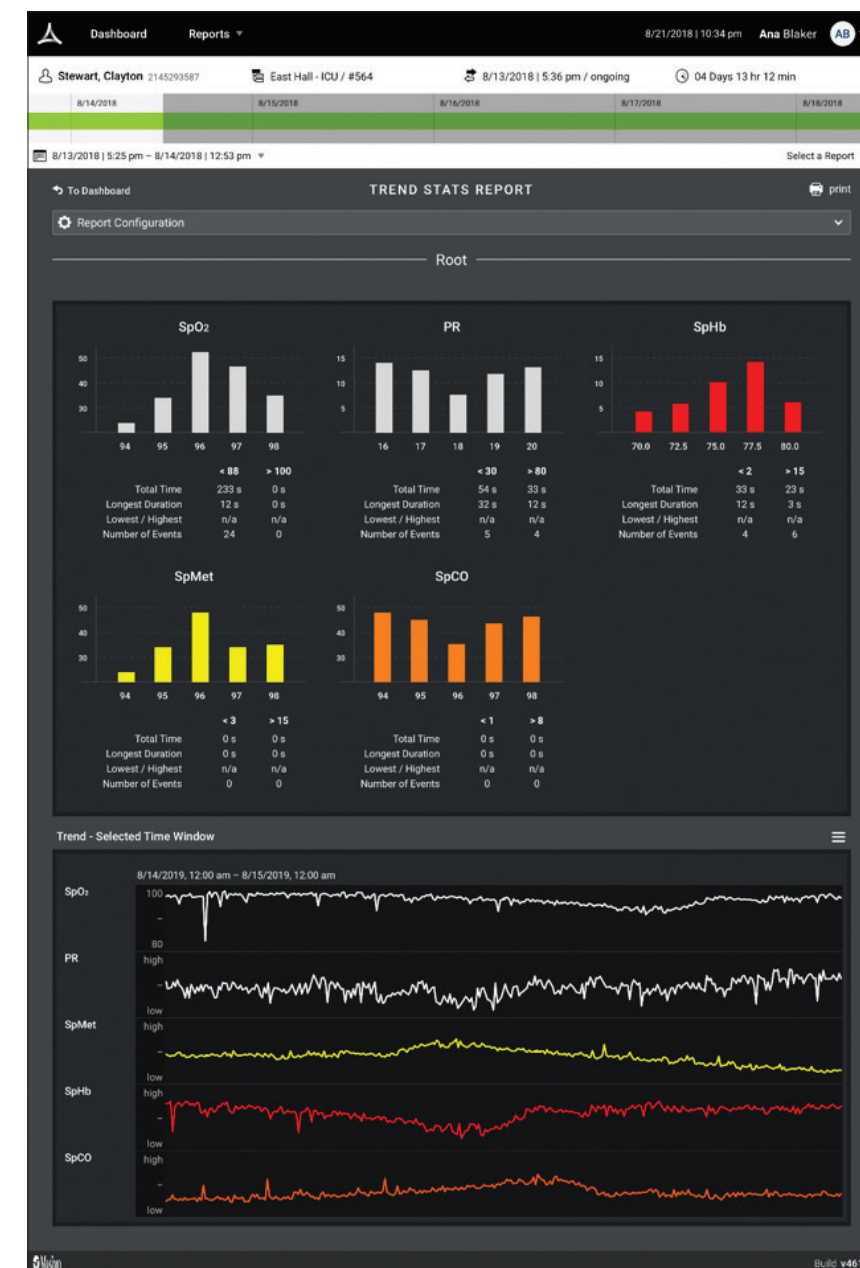 Dashboard Reports 8/21/2018 | 10:34 pm Ana Blaker AB
Stewart, Clayton 2145293587 East Hall - ICU / #564 8/13/2018 | 5:36 pm / ongoing 04 Days 13 hr 12 min
8/14/2018 8/15/2018 8/16/2018 8/17/2018 8/18/2018
8/13/2018 | 5:25 pm – 8/14/2018 | 12:53 pm Select a Report
To Dashboard TREND STATS REPORT print
Report Configuration
Root
SpO2 PR SpHb
50 15 15
40 10 10
30 5 5
94 95 96 97 98 16 17 18 19 20 70.0 72.5 75.0 77.5 80.0
< 88 > 100 < 30 > 80 < 2 > 15
Total Time 233 s 0 s Total Time 54 s 33 s Total Time 33 s 23 s
Longest Duration 12 s 0 s Longest Duration 32 s 12 s Longest Duration 12 s 3 s
Lowest / Highest n/a n/a Lowest / Highest n/a n/a Lowest / Highest n/a n/a
Number of Events 24 0 Number of Events 5 4 Number of Events 4 6
SpMet SpCO
50 50
40 40
30 30
94 95 96 97 98 94 95 96 97 98
< 3 > 15 < 1 > 8
Total Time 0 s 0 s Total Time 0 s 0 s
Longest Duration 0 s 0 s Longest Duration 0 s 0 s
Lowest / Highest n/a n/a Lowest / Highest n/a n/a
Number of Events 0 0 Number of Events 0 0
Trend - Selected Time Window
8/14/2019, 12:00 am – 8/15/2019, 12:00 am
SpO2 100
–
80
PR high
–
low
SpMet high
–
low
SpHb high
–
low
SpCO high
–
low
Masimo Build v46